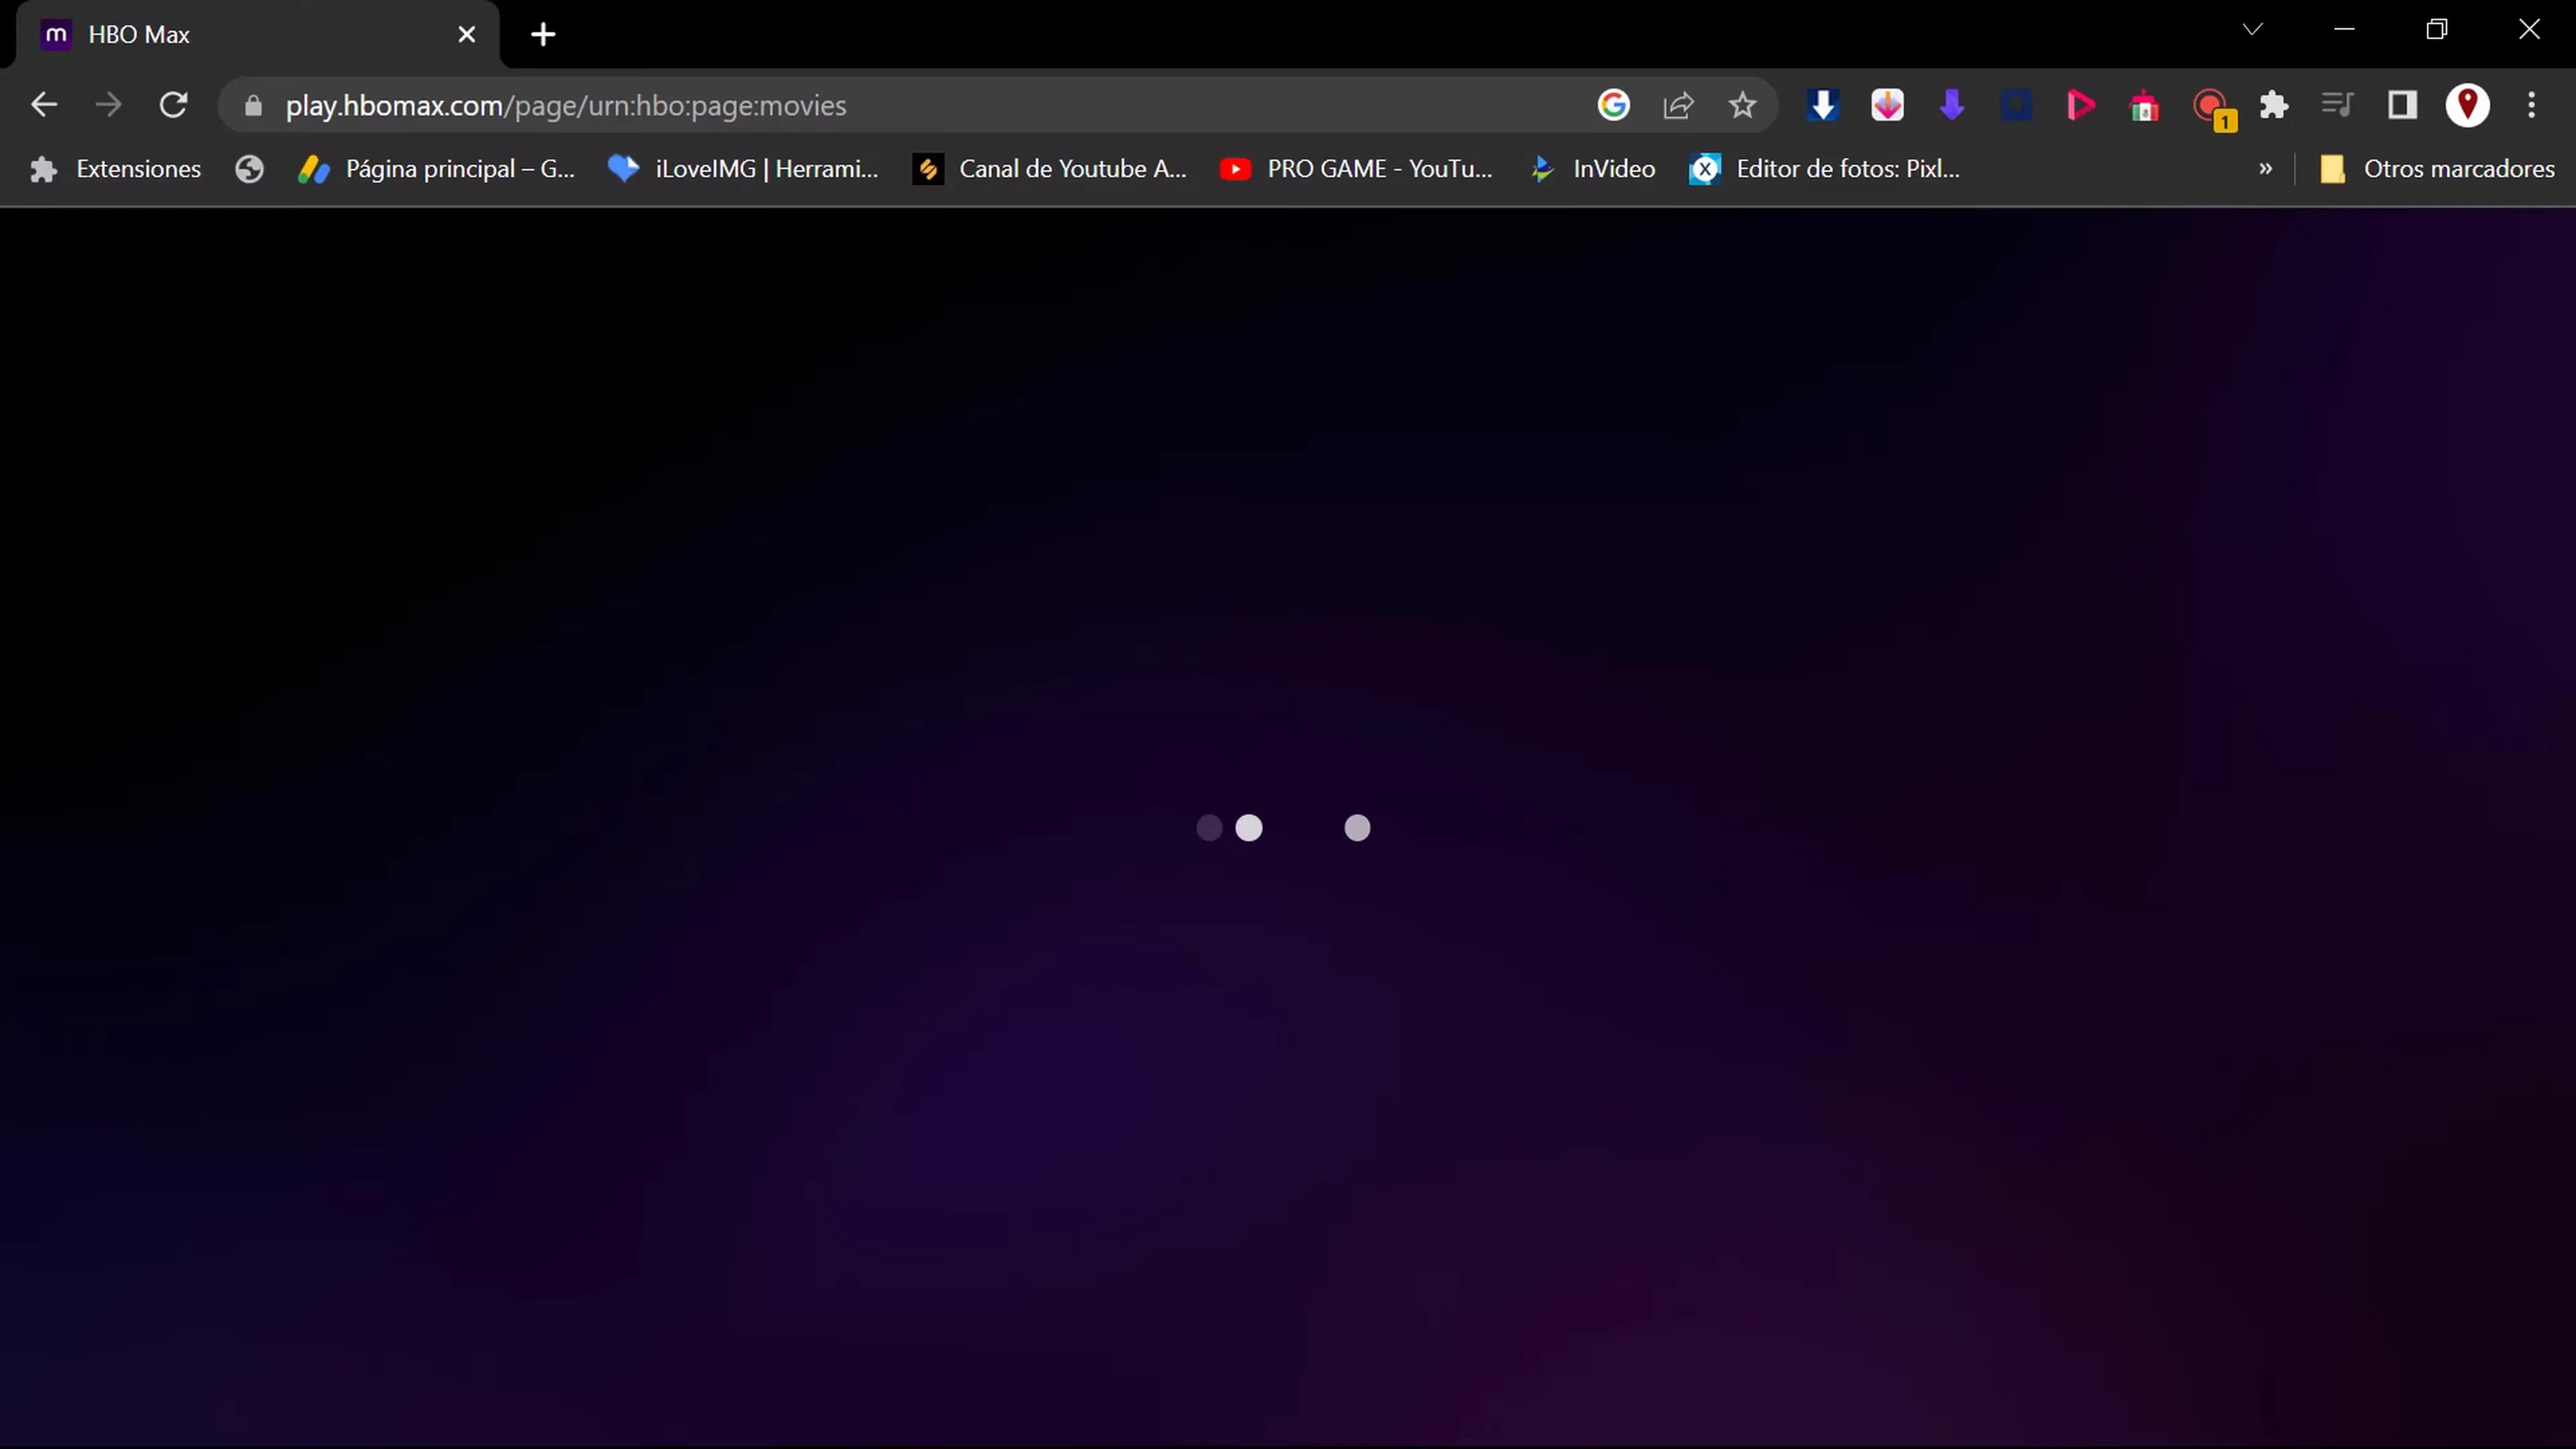 m HBO Max
play.hbomax.com/page/urn:hbo:page:movies
1
Extensiones Página principal – G... iLoveIMG | Herrami... Canal de Youtube A... PRO GAME - YouTu... InVideo Editor de fotos: Pixl... » Otros marcadores